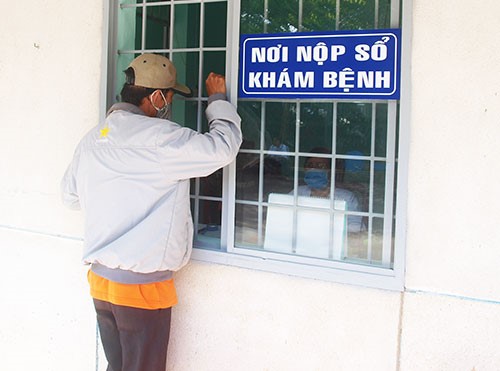 NƠI NỘP SỔ
KHÁM BỆNH